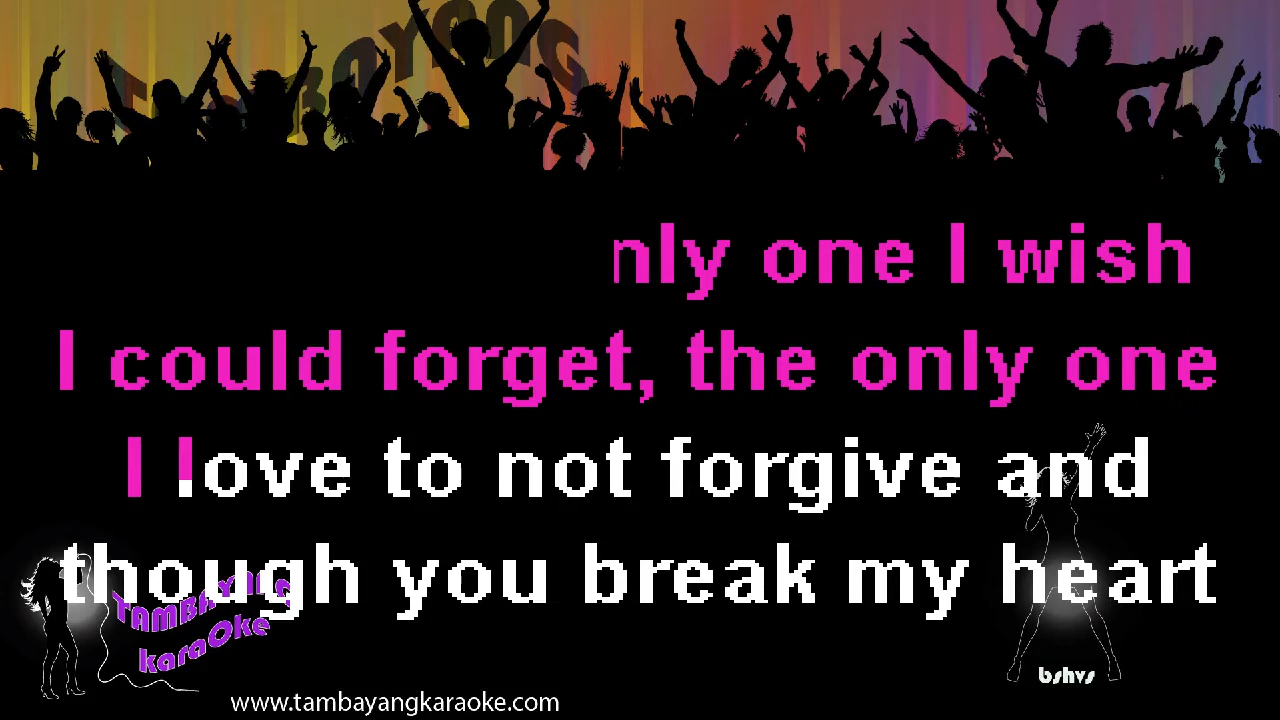 TAMBAYANG
nly one I wish
I could forget, the only one
I love to not forgive and
though you break my heart
TAMBAYANG
karaOke
bshvs
www.tambayangkaraoke.com